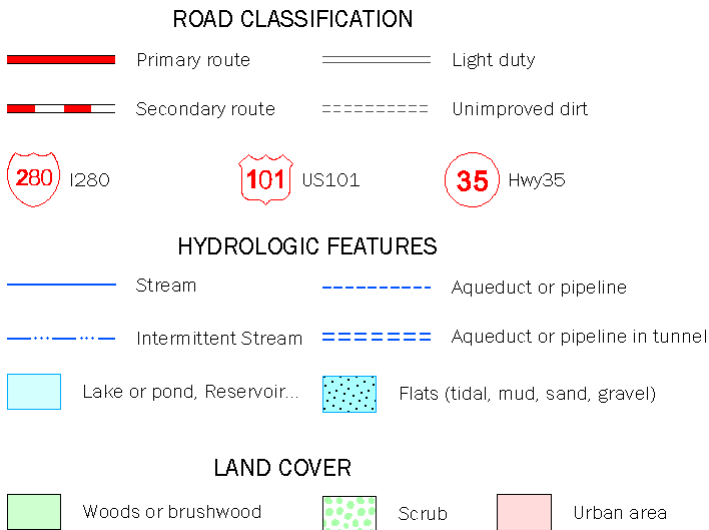 ROAD CLASSIFICATION
Primary route Light duty
Secondary route Unimproved dirt
280 I280 101 US101 35 Hwy35
HYDROLOGIC FEATURES
Stream Aqueduct or pipeline
Intermittent Stream Aqueduct or pipeline in tunnel
Lake or pond, Reservoir... Flats (tidal, mud, sand, gravel)
LAND COVER
Woods or brushwood Scrub Urban area